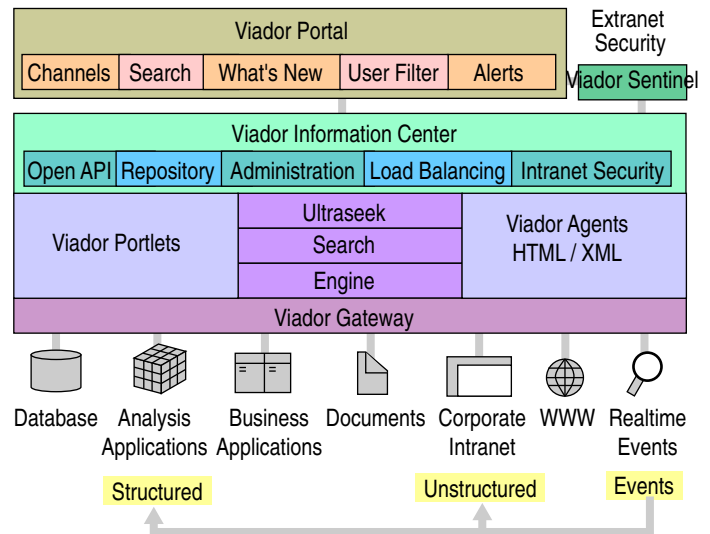 Viador Portal
Channels Search What's New User Filter Alerts
Extranet
Security
Viador Sentinel
Viador Information Center
Open API Repository Administration Load Balancing Intranet Security
Viador Portlets
Ultraseek
Search
Engine
Viador Agents
HTML / XML
Viador Gateway
Database
Analysis
Applications
Business
Applications
Documents
Corporate
Intranet
WWW
Realtime
Events
Structured
Unstructured
Events